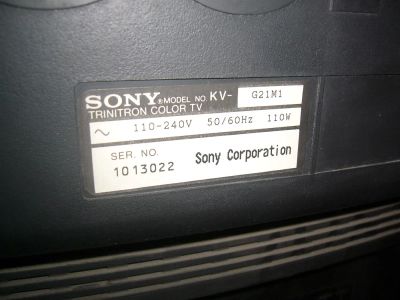 SONY ® MODEL NO. KV- G21M1
TRINITRON COLOR TV
~ 110-240V 50/60Hz 110W
SER. NO.
1013022 Sony Corporation